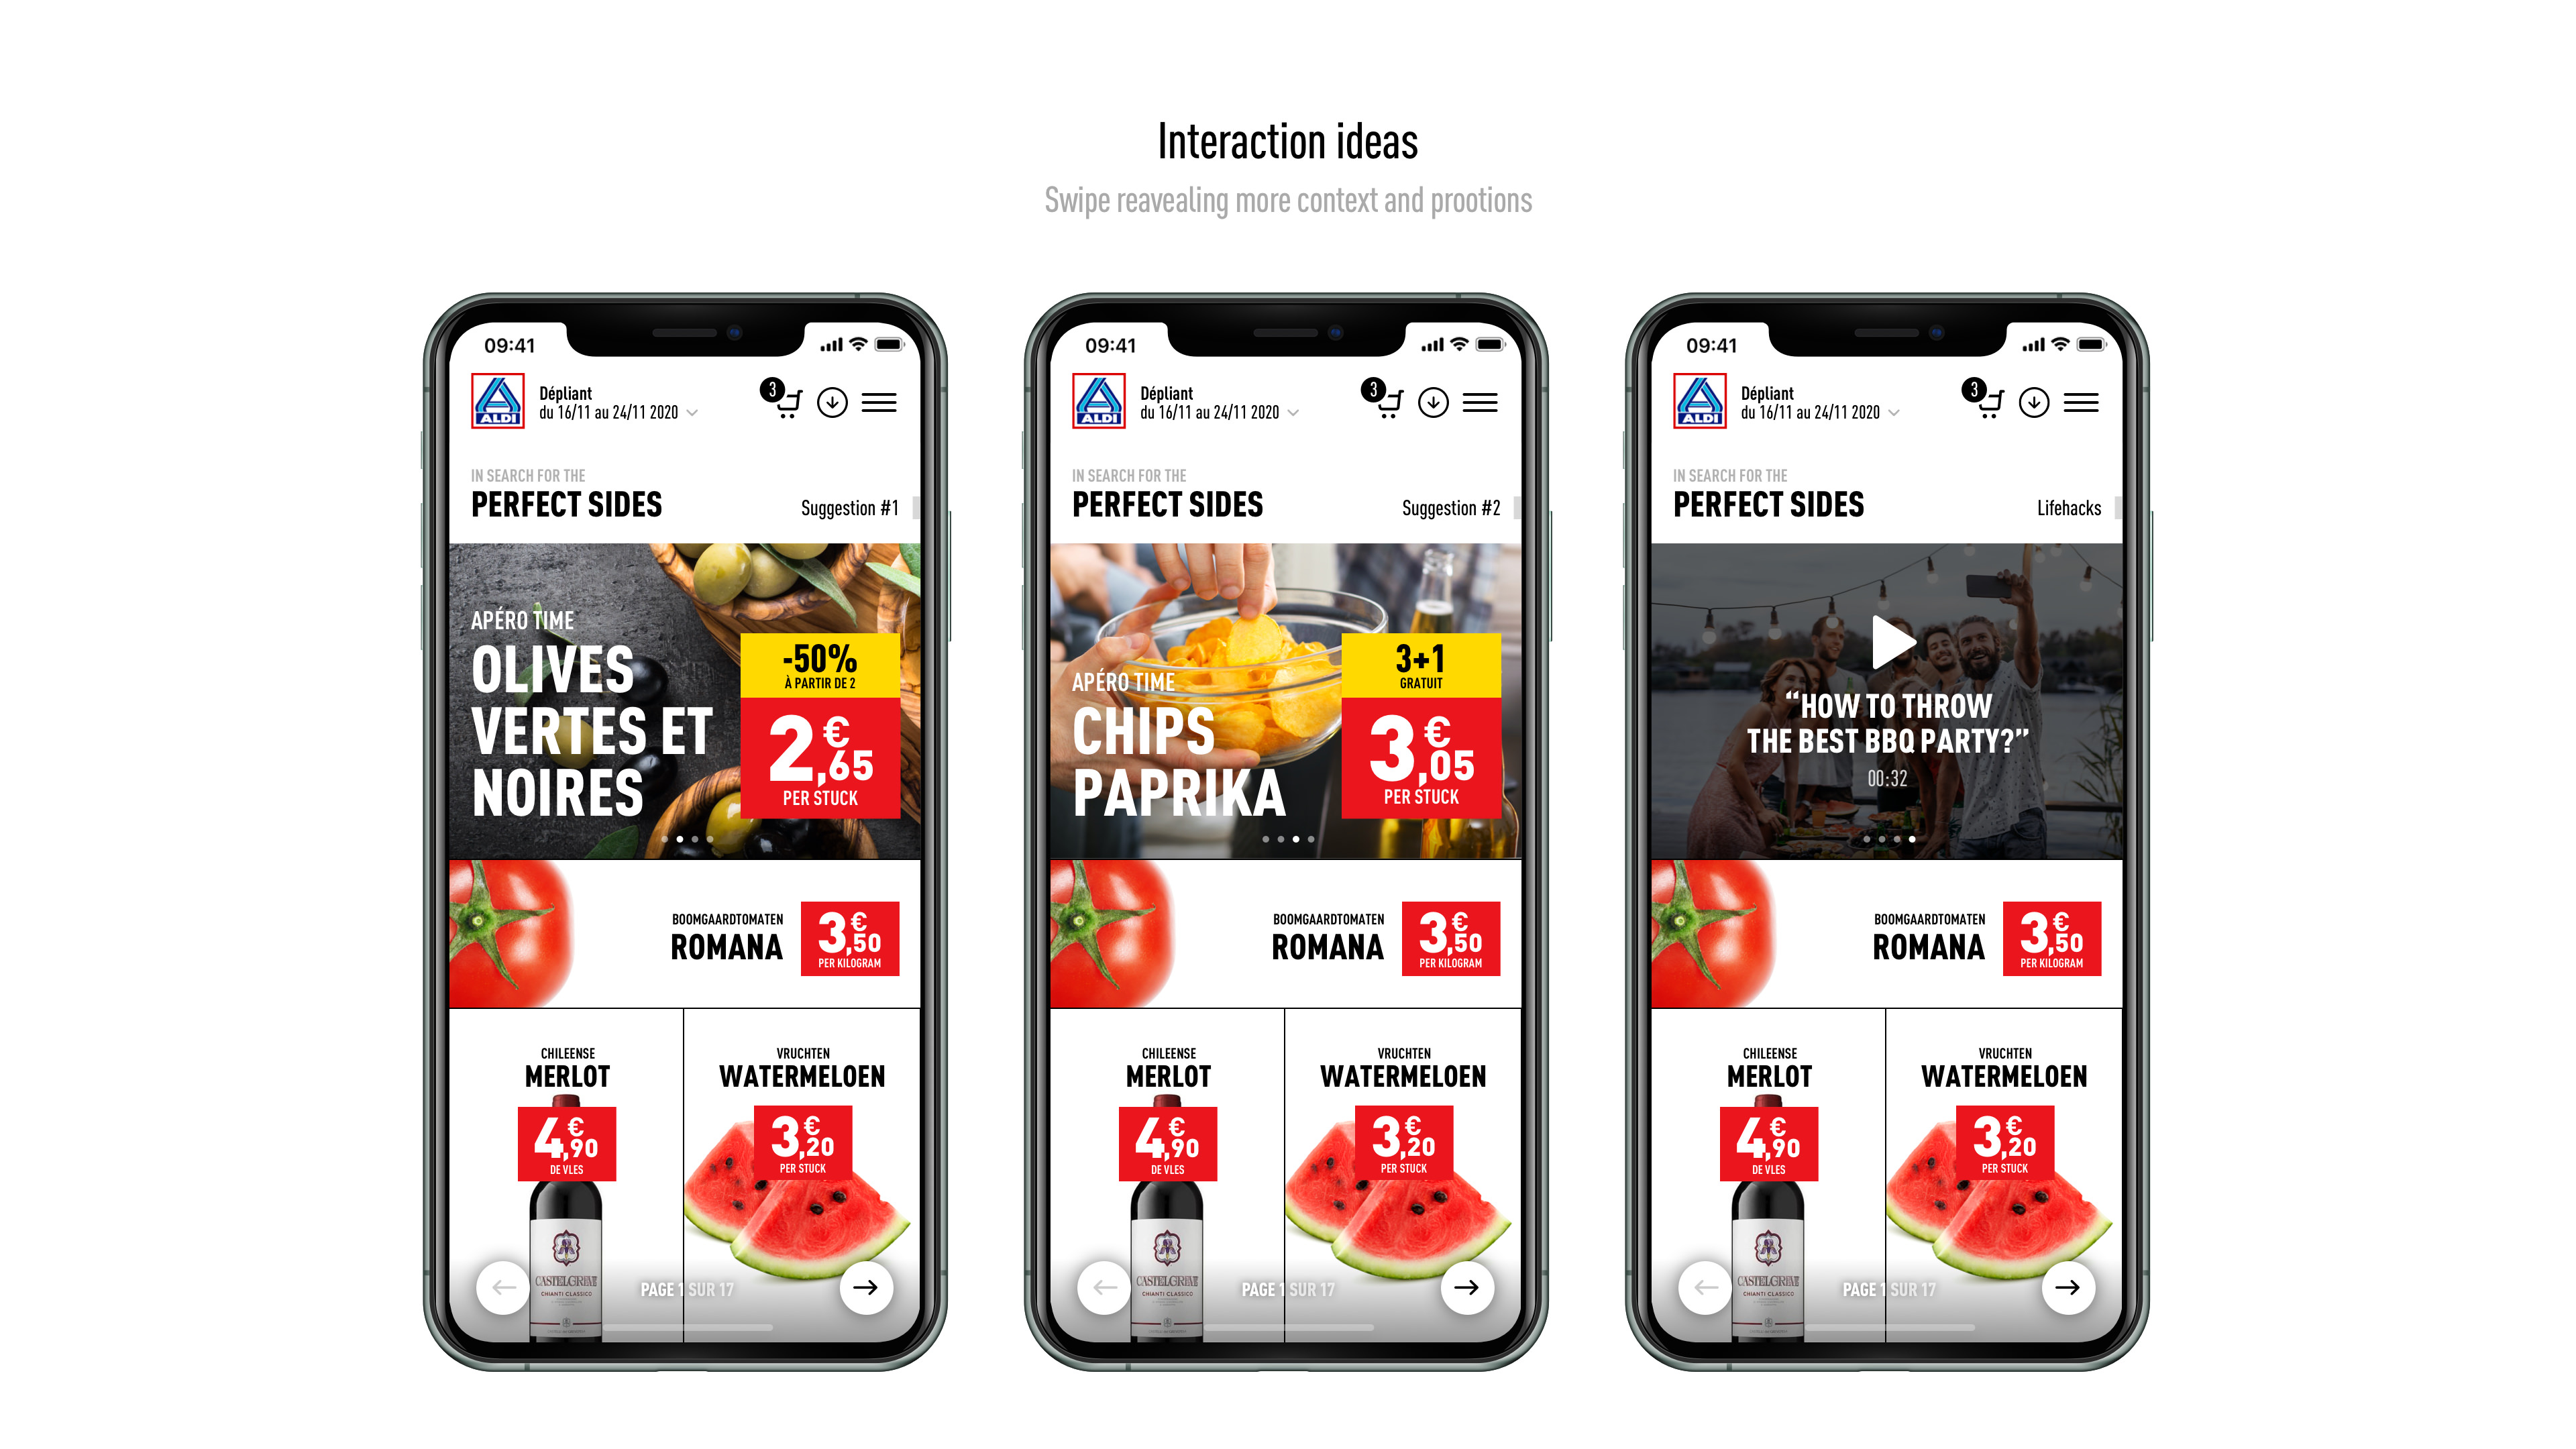 Interaction ideas
Swipe reavealing more context and prootions
09:41
ALDI
Dépliant
du 16/11 au 24/11 2020
3
IN SEARCH FOR THE
PERFECT SIDES
Suggestion #1
APÉRO TIME
OLIVES
VERTES ET
NOIRES
-50%
À PARTIR DE 2
2,65 €
PER STUCK
BOOMGAARDTOMATEN
ROMANA
3,50 €
PER KILOGRAM
CHILEENSE
MERLOT
4,90 €
DE VLES
CHIANTI CLASSICO
VRUCHTEN
WATERMELOEN
3,20 €
PER STUCK
PAGE 1 SUR 17
09:41
ALDI
Dépliant
du 16/11 au 24/11 2020
3
IN SEARCH FOR THE
PERFECT SIDES
Suggestion #2
APÉRO TIME
CHIPS
PAPRIKA
3+1
GRATUIT
3,05 €
PER STUCK
BOOMGAARDTOMATEN
ROMANA
3,50 €
PER KILOGRAM
CHILEENSE
MERLOT
4,90 €
DE VLES
CHIANTI CLASSICO
VRUCHTEN
WATERMELOEN
3,20 €
PER STUCK
PAGE 1 SUR 17
09:41
ALDI
Dépliant
du 16/11 au 24/11 2020
3
IN SEARCH FOR THE
PERFECT SIDES
Lifehacks
“HOW TO THROW
THE BEST BBQ PARTY?”
00:32
BOOMGAARDTOMATEN
ROMANA
3,50 €
PER KILOGRAM
CHILEENSE
MERLOT
4,90 €
DE VLES
CHIANTI CLASSICO
VRUCHTEN
WATERMELOEN
3,20 €
PER STUCK
PAGE 1 SUR 17